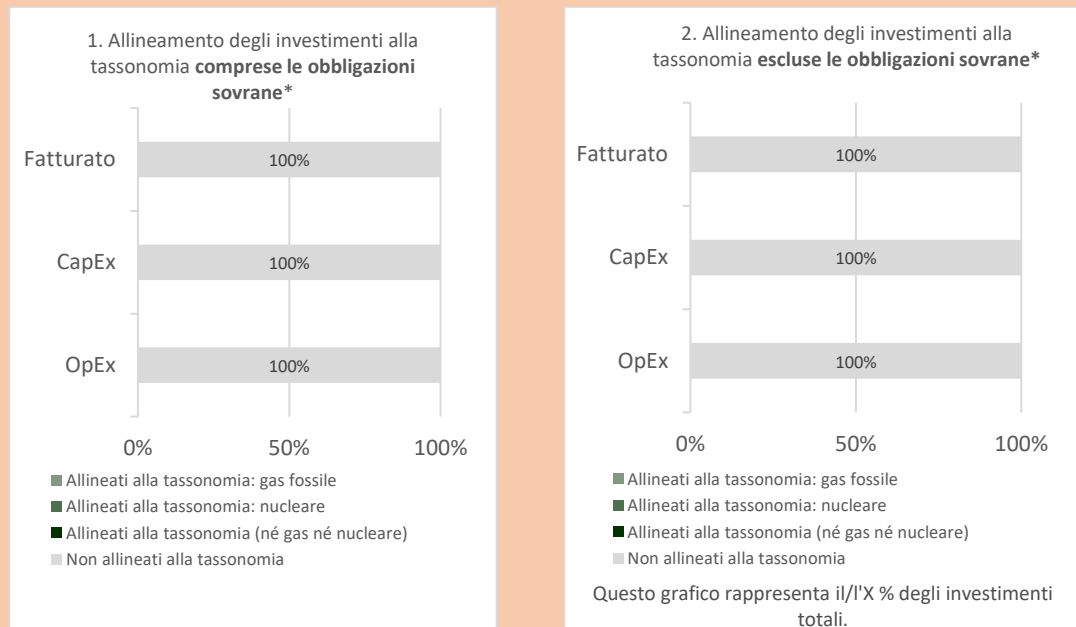 1. Allineamento degli investimenti alla
tassonomia comprese le obbligazioni
sovrane*
Fatturato
100%
CapEx
100%
OpEx
100%
0%
50%
100%
Allineati alla tassonomia: gas fossile
Allineati alla tassonomia: nucleare
Allineati alla tassonomia (né gas né nucleare)
Non allineati alla tassonomia
2. Allineamento degli investimenti alla
tassonomia escluse le obbligazioni sovrane*
Fatturato
100%
CapEx
100%
OpEx
100%
0%
50%
100%
Allineati alla tassonomia: gas fossile
Allineati alla tassonomia: nucleare
Allineati alla tassonomia (né gas né nucleare)
Non allineati alla tassonomia
Questo grafico rappresenta il/l'X % degli investimenti
totali.